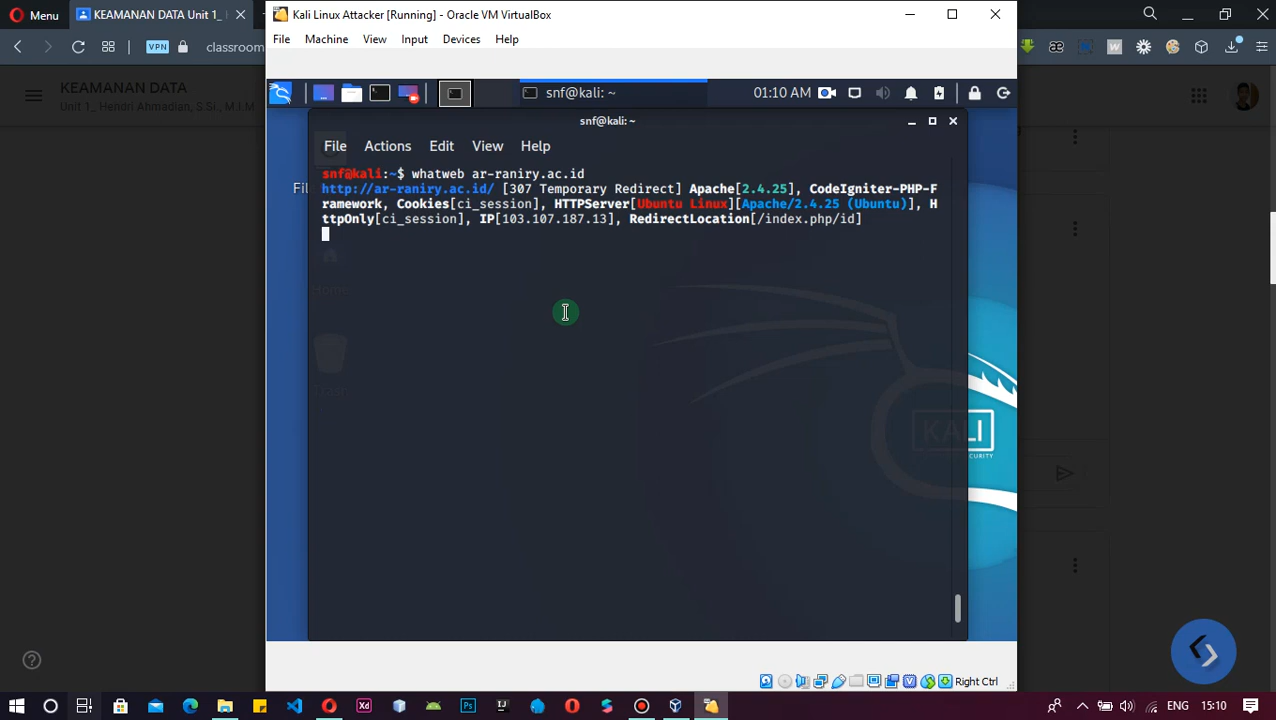 Menu
KEAMANAN DATA Unit 1_
VPN
classroom
KEAMANAN DATA
Unit 1_ Hendri Ahmadian, S.Si., M.I.M
Kali Linux Attacker [Running] - Oracle VM VirtualBox
File Machine View Input Devices Help
snf@kali: ~
01:10 AM
snf@kali: ~
File Actions Edit View Help
snf@kali:~$ whatweb ar-raniry.ac.id
http://ar-raniry.ac.id/ [307 Temporary Redirect] Apache[2.4.25], CodeIgniter-PHP-F
ramework, Cookies[ci_session], HTTPServer[Ubuntu Linux][Apache/2.4.25 (Ubuntu)], H
ttpOnly[ci_session], IP[103.107.187.13], RedirectLocation[/index.php/id]
Home
KALI
Right Ctrl
ENG
15:10